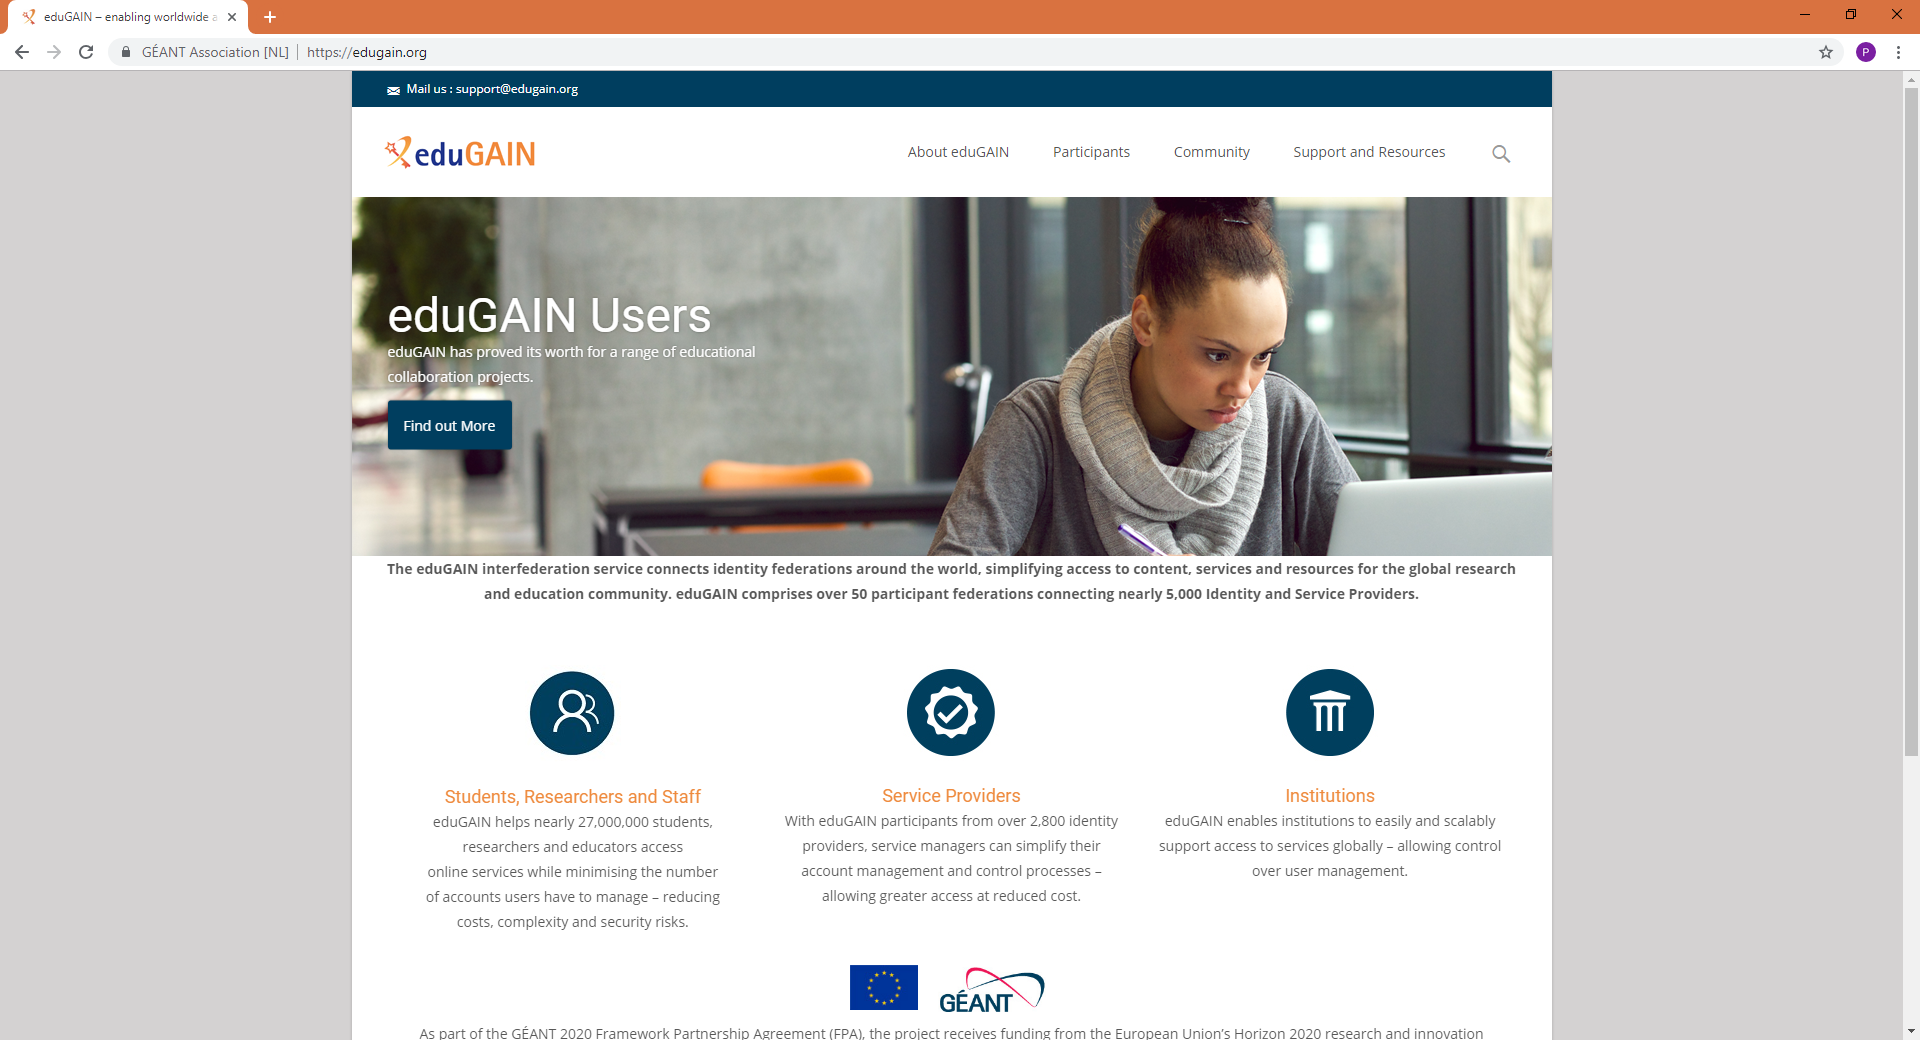 eduGAIN – enabling worldwide a
GÉANT Association [NL] | https://edugain.org
P
Mail us : support@edugain.org
eduGAIN
About eduGAIN
Participants
Community
Support and Resources
eduGAIN Users
eduGAIN has proved its worth for a range of educational
collaboration projects.
Find out More
The eduGAIN interfederation service connects identity federations around the world, simplifying access to content, services and resources for the global research
and education community. eduGAIN comprises over 50 participant federations connecting nearly 5,000 Identity and Service Providers.
Students, Researchers and Staff
eduGAIN helps nearly 27,000,000 students,
researchers and educators access
online services while minimising the number
of accounts users have to manage – reducing
costs, complexity and security risks.
Service Providers
With eduGAIN participants from over 2,800 identity
providers, service managers can simplify their
account management and control processes –
allowing greater access at reduced cost.
Institutions
eduGAIN enables institutions to easily and scalably
support access to services globally – allowing control
over user management.
GÉANT
As part of the GÉANT 2020 Framework Partnership Agreement (FPA), the project receives funding from the European Union's Horizon 2020 research and innovation